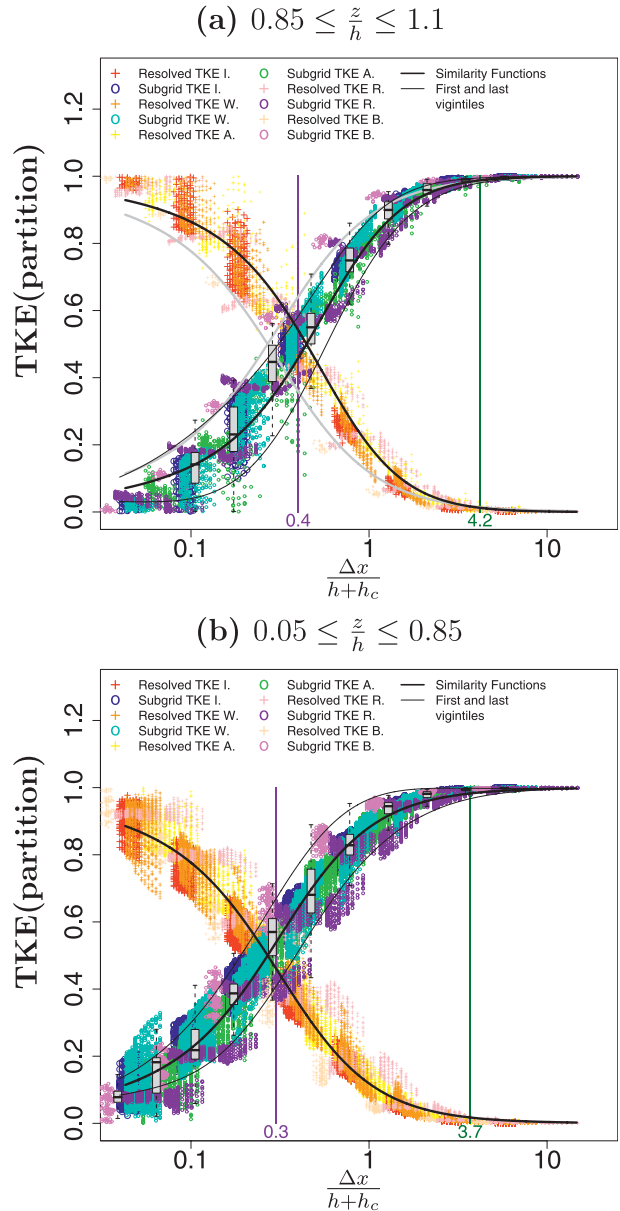 (a) 0.85 ≤ z/h ≤ 1.1
+ Resolved TKE I.
o Subgrid TKE I.
+ Resolved TKE W.
o Subgrid TKE W.
+ Resolved TKE A.
o Subgrid TKE A.
+ Resolved TKE R.
o Subgrid TKE R.
+ Resolved TKE B.
o Subgrid TKE B.
Similarity Functions
First and last
vigintiles
TKE(partition)
1.2
1.0
0.8
0.6
0.4
0.2
0.0
0.4
4.2
0.1 1 10
Δx
h+h_c
(b) 0.05 ≤ z/h ≤ 0.85
+ Resolved TKE I.
o Subgrid TKE I.
+ Resolved TKE W.
o Subgrid TKE W.
+ Resolved TKE A.
o Subgrid TKE A.
+ Resolved TKE R.
o Subgrid TKE R.
+ Resolved TKE B.
o Subgrid TKE B.
Similarity Functions
First and last
vigintiles
TKE(partition)
1.2
1.0
0.8
0.6
0.4
0.2
0.0
0.3
3.7
0.1 1 10
Δx
h+h_c